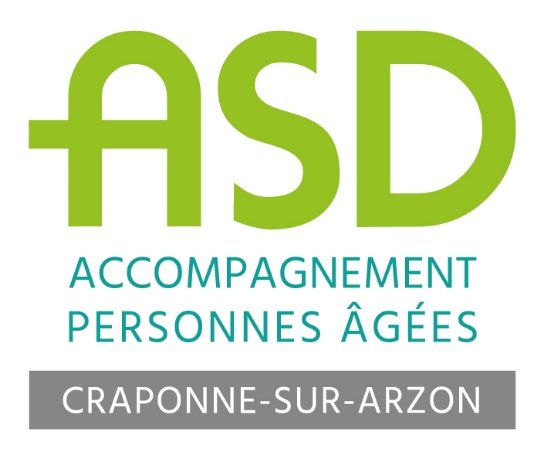 ASD
ACCOMPAGNEMENT
PERSONNES ÂGÉES
CRAPONNE-SUR-ARZON